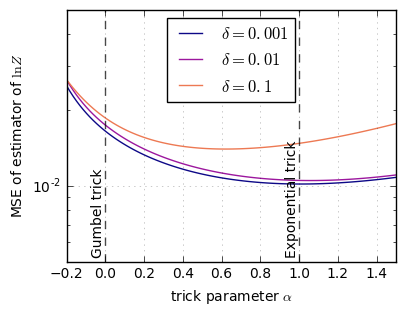 δ = 0.001
δ = 0.01
δ = 0.1
MSE of estimator of ln Z
10⁻²
Gumbel trick
Exponential trick
−0.2 0.0 0.2 0.4 0.6 0.8 1.0 1.2 1.4
trick parameter α